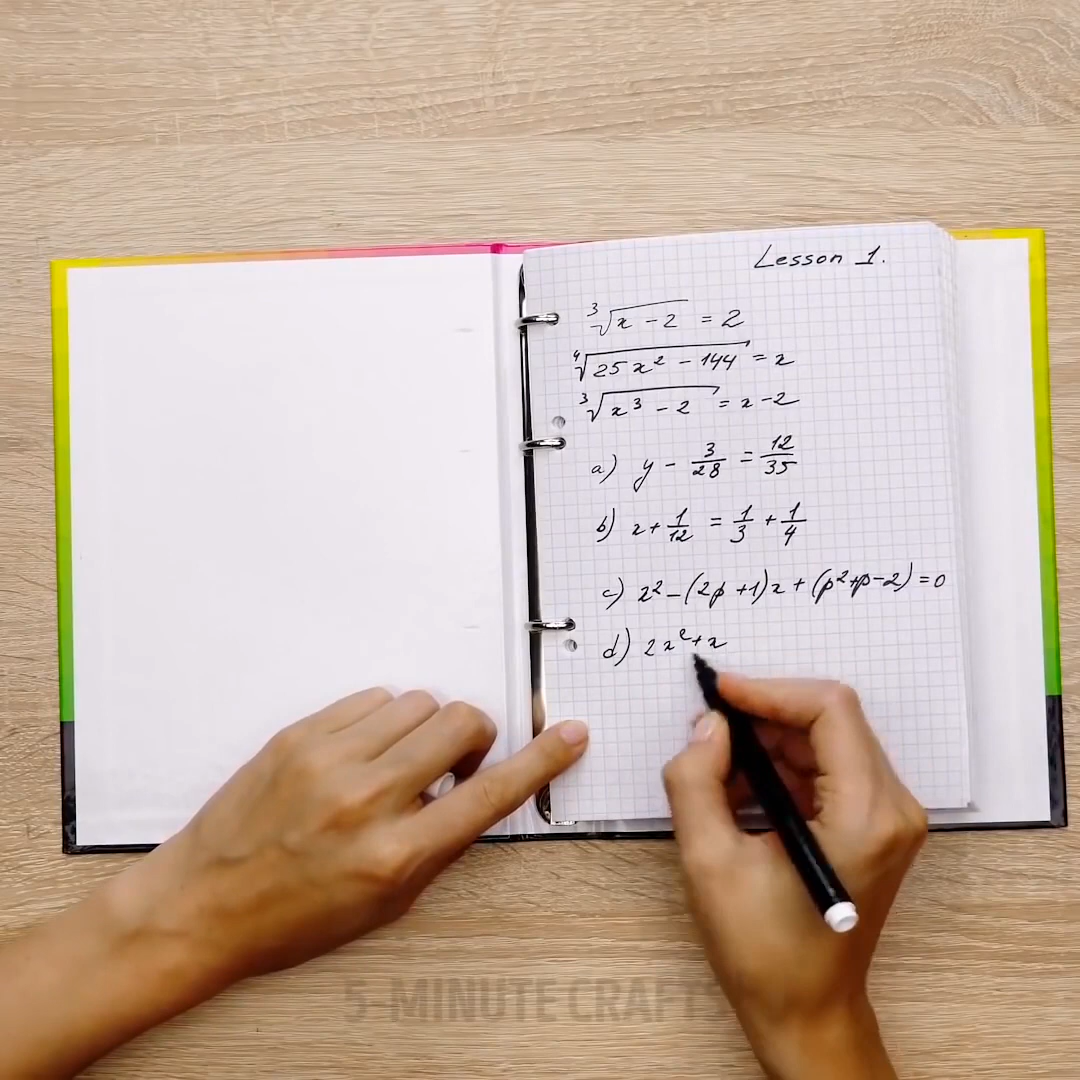 Lesson 1.
∛(x - 2) = 2
∜(25x² - 144) = x
∛(x³ - 2) = x - 2
a) y - 3/28 = 12/35
b) x + 1/12 = 1/3 + 1/4
c) x² - (2p + 1)x + (p² + p - 2) = 0
d) 2x² + x
5-MINUTE CRAFTS